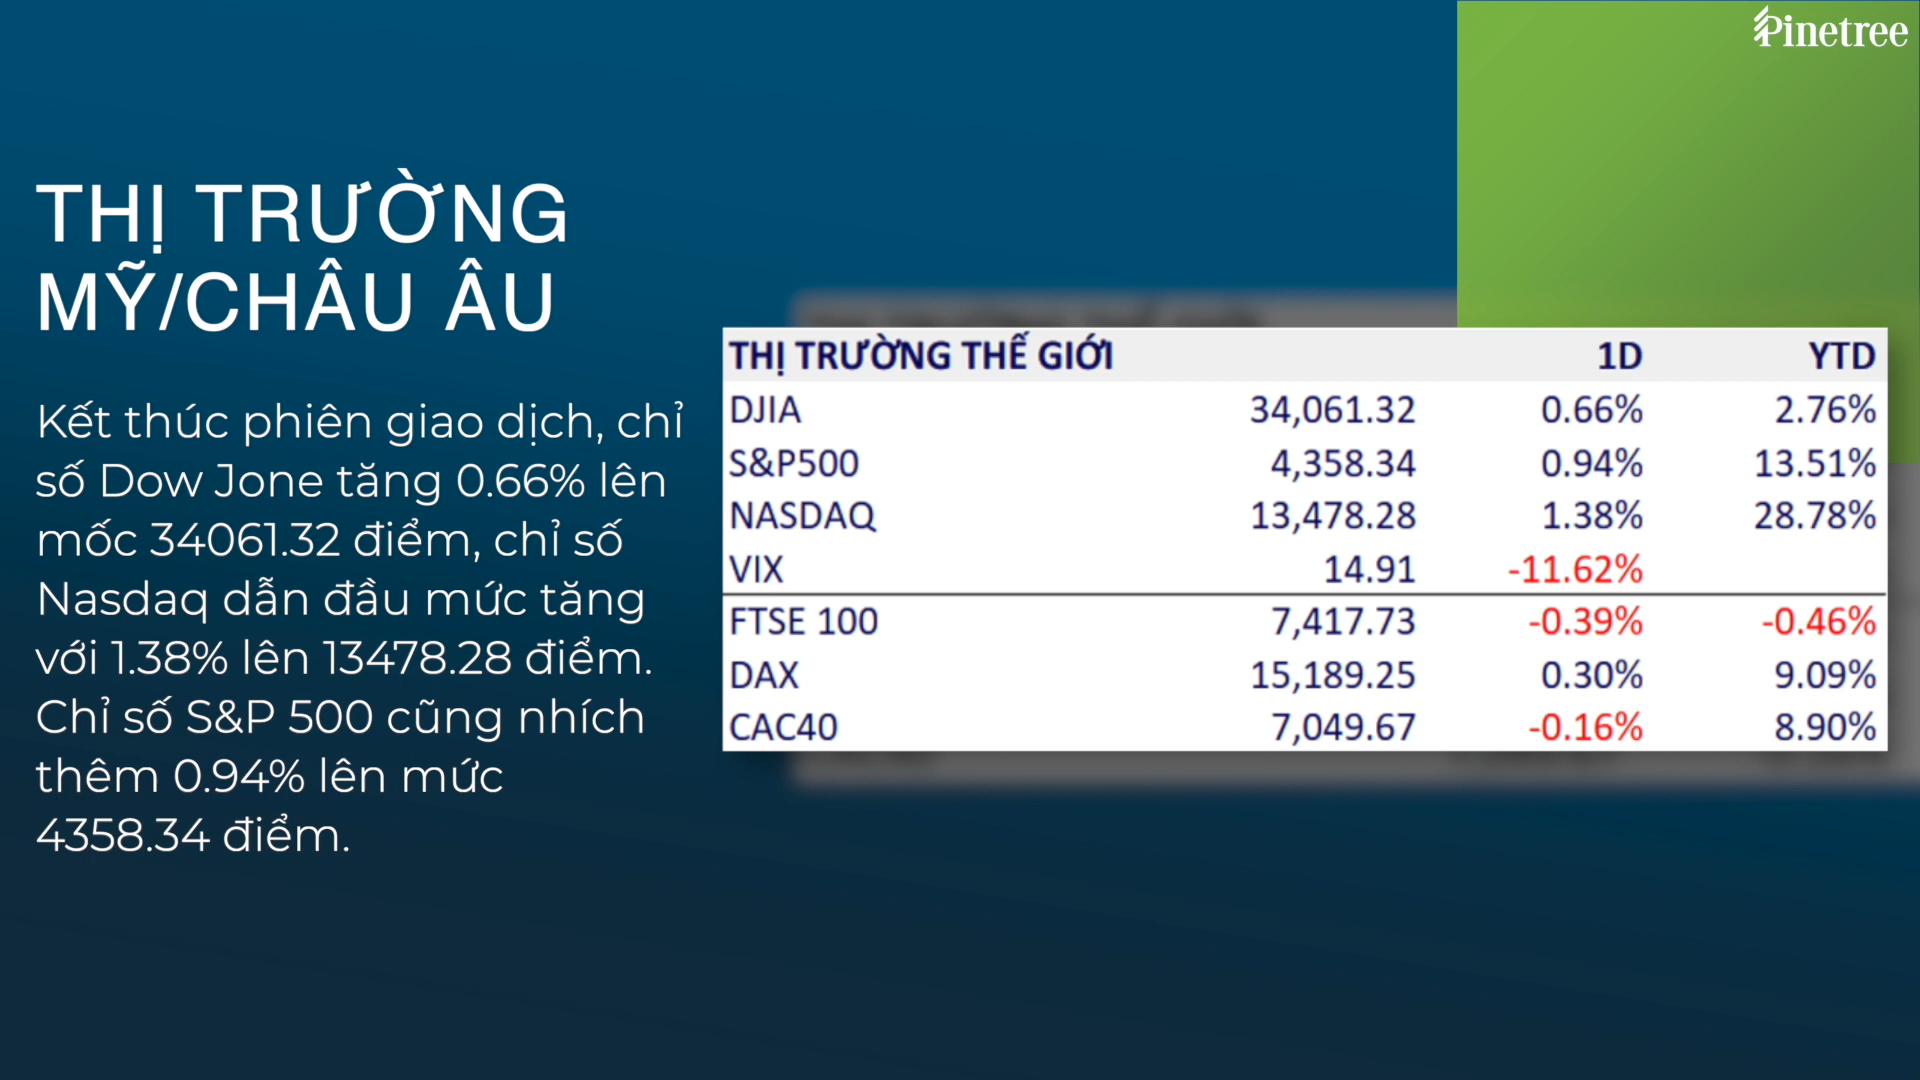 Pinetree
THỊ TRƯỜNG
MỸ/CHÂU ÂU
Kết thúc phiên giao dịch, chỉ
số Dow Jone tăng 0.66% lên
mốc 34061.32 điểm, chỉ số
Nasdaq dẫn đầu mức tăng
với 1.38% lên 13478.28 điểm.
Chỉ số S&P 500 cũng nhích
thêm 0.94% lên mức
4358.34 điểm.
THỊ TRƯỜNG THẾ GIỚI 1D YTD
DJIA 34,061.32 0.66% 2.76%
S&P500 4,358.34 0.94% 13.51%
NASDAQ 13,478.28 1.38% 28.78%
VIX 14.91 -11.62%
FTSE 100 7,417.73 -0.39% -0.46%
DAX 15,189.25 0.30% 9.09%
CAC40 7,049.67 -0.16% 8.90%